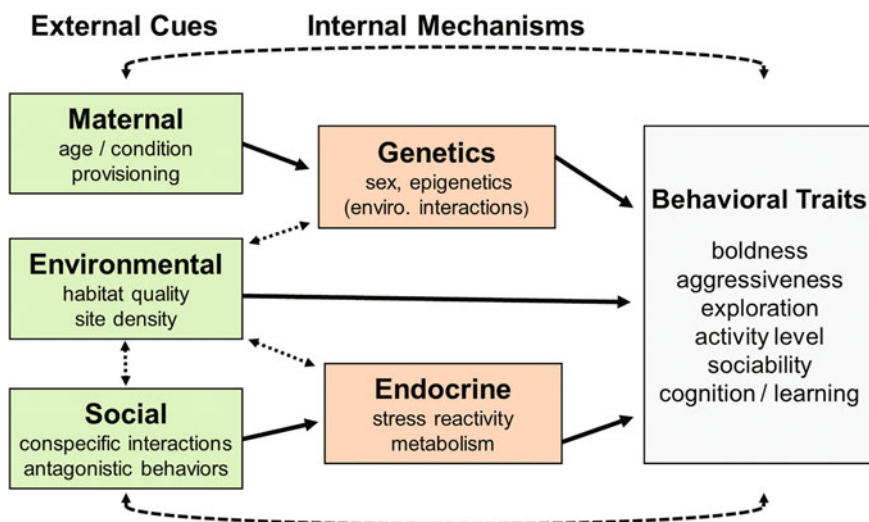 External Cues
Internal Mechanisms
Maternal
age / condition
provisioning
Genetics
sex, epigenetics
(enviro. interactions)
Environmental
habitat quality
site density
Social
conspecific interactions
antagonistic behaviors
Endocrine
stress reactivity
metabolism
Behavioral Traits
boldness
aggressiveness
exploration
activity level
sociability
cognition / learning